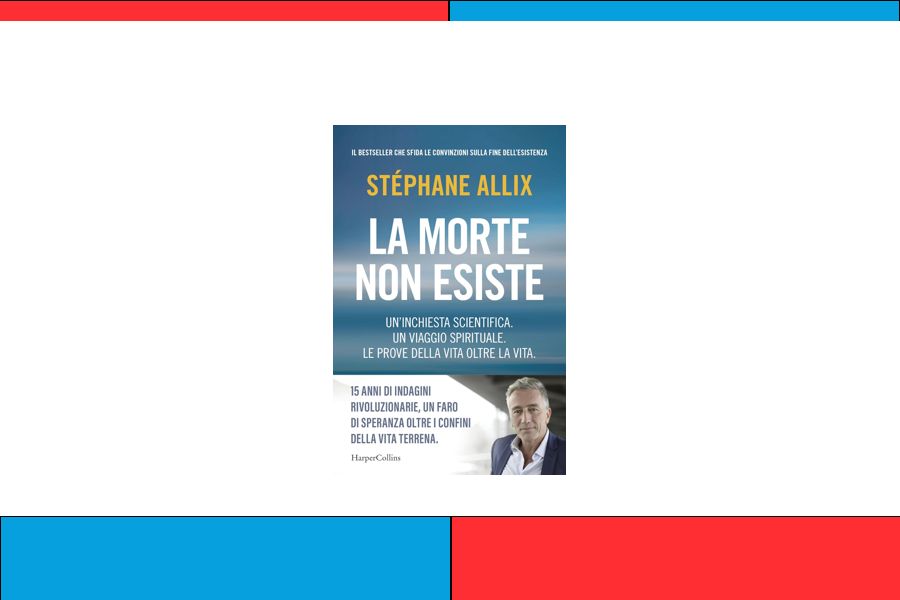 IL BESTSELLER CHE SFIDA LE CONVINZIONI SULLA FINE DELL'ESISTENZA
STÉPHANE ALLIX
LA MORTE
NON ESISTE
UN'INCHIESTA SCIENTIFICA.
UN VIAGGIO SPIRITUALE.
LE PROVE DELLA VITA OLTRE LA VITA.
15 ANNI DI INDAGINI
RIVOLUZIONARIE, UN FARO
DI SPERANZA OLTRE I CONFINI
DELLA VITA TERRENA.
HarperCollins